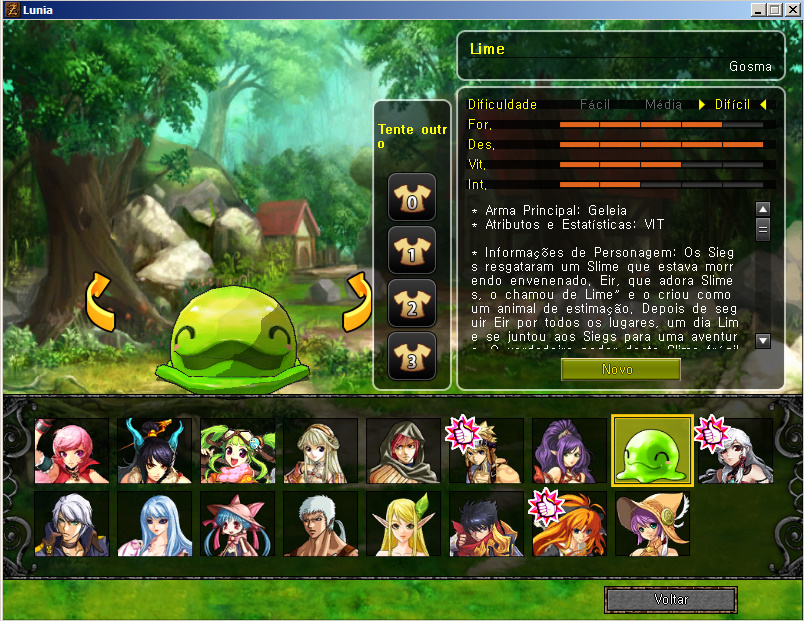 Lunia
Lime
Gosma
Dificuldade Fácil Média Difícil
For.
Des.
Vit.
Int.
Tente outr
o
0
1
2
3
* Arma Principal: Geleia
* Atributos e Estatísticas: VIT
* Informações de Personagem: Os Sieg
s resgataram um Slime que estava morr
endo envenenado. Eir, que adora Slime
s, o chamou de Lime" e o criou como
um animal de estimação. Depois de seg
uir Eir por todos os lugares, um dia Lim
e se juntou aos Siegs para uma aventur
Novo
Voltar